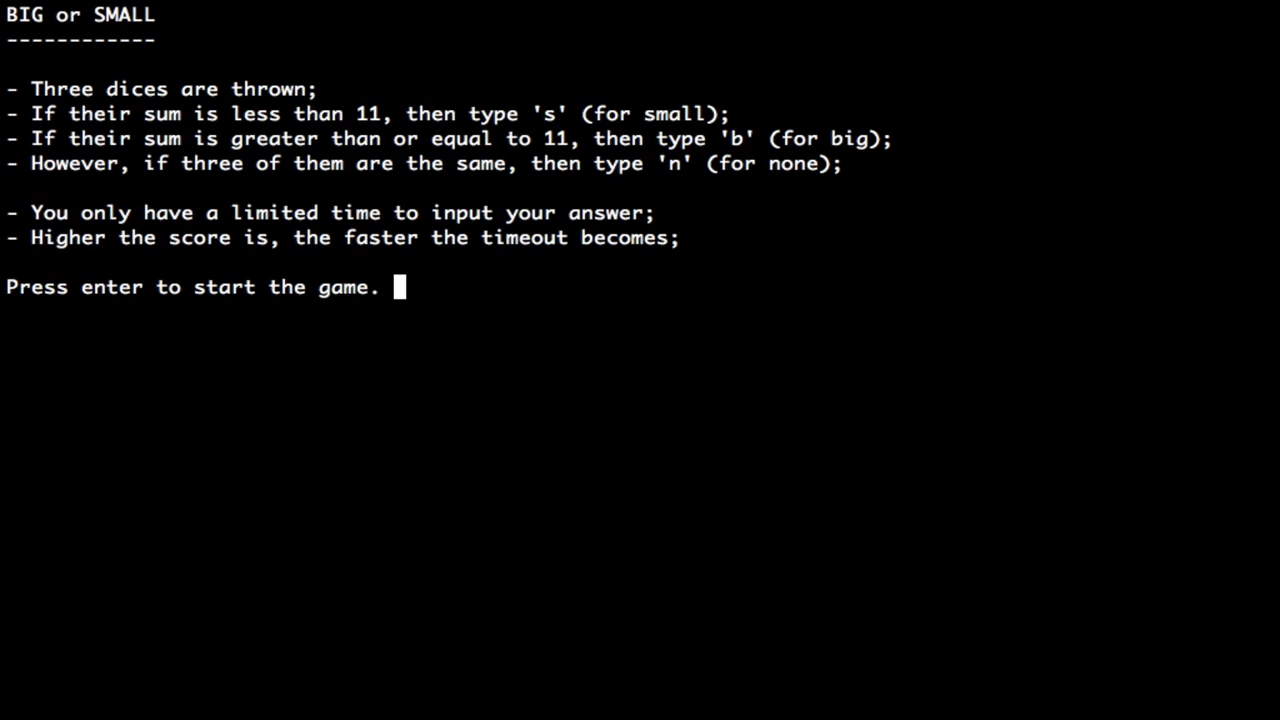 BIG or SMALL
------------
- Three dices are thrown;
- If their sum is less than 11, then type 's' (for small);
- If their sum is greater than or equal to 11, then type 'b' (for big);
- However, if three of them are the same, then type 'n' (for none);
- You only have a limited time to input your answer;
- Higher the score is, the faster the timeout becomes;
Press enter to start the game.